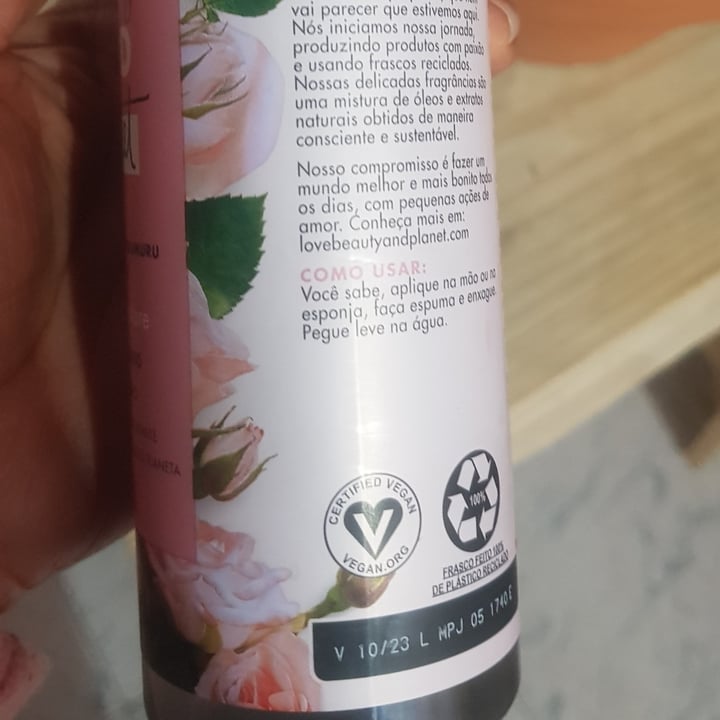 vai parecer que estivemos aqui.
Nós iniciamos nossa jornada,
produzindo produtos com paixão
e usando frascos reciclados.
Nossas delicadas fragrâncias são
uma mistura de óleos e extratos
naturais obtidos de maneira
consciente e sustentável.
Nosso compromisso é fazer um
mundo melhor e mais bonito todos
os dias, com pequenas ações de
amor. Conheça mais em:
lovebeautyandplanet.com
COMO USAR:
Você sabe, aplique na mão ou na
esponja, faça espuma e enxague.
Pegue leve na água.
CERTIFIED VEGAN
V
VEGAN.ORG
100%
FRASCO FEITO 100%
DE PLÁSTICO RECICLADO
V 10/23 L MPJ 05 1740 E